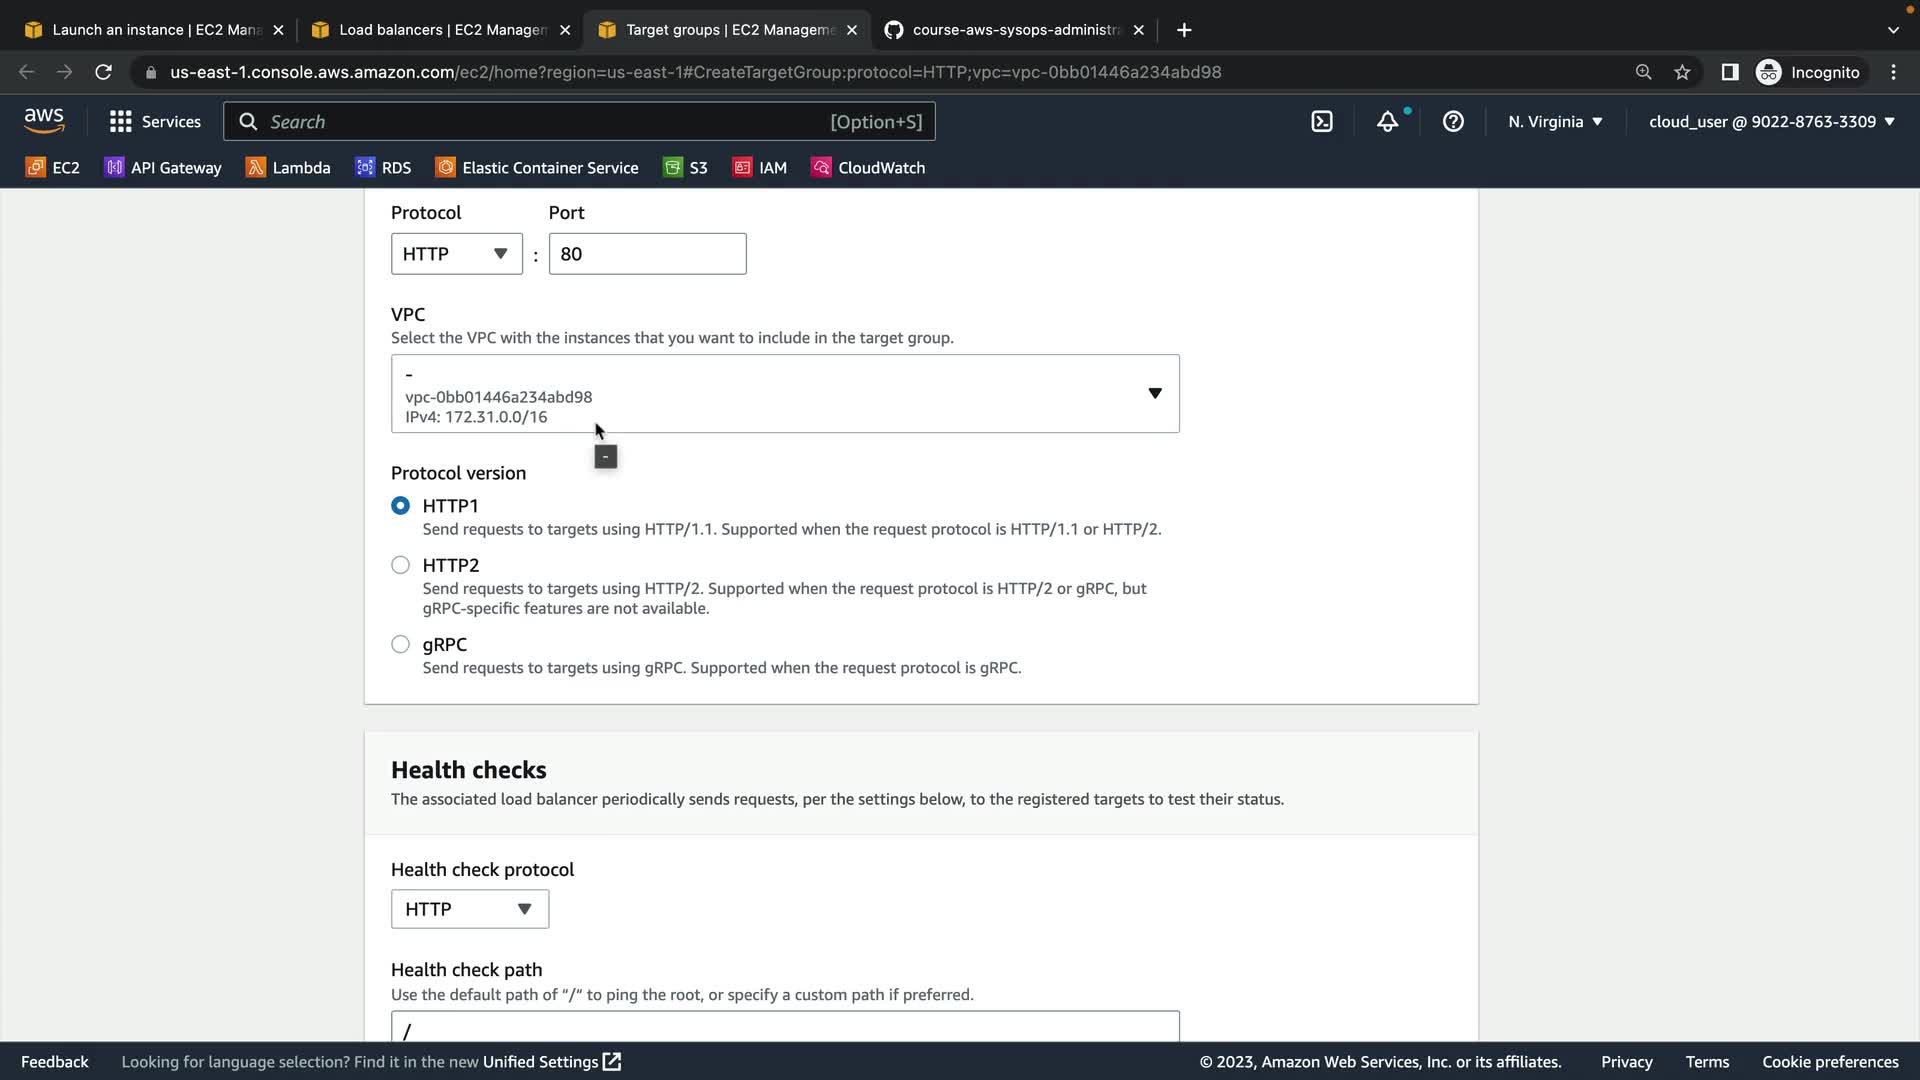 Launch an instance | EC2 Mana
Load balancers | EC2 Managem
Target groups | EC2 Manageme
course-aws-sysops-administra
us-east-1.console.aws.amazon.com/ec2/home?region=us-east-1#CreateTargetGroup:protocol=HTTP;vpc=vpc-0bb01446a234abd98
Incognito
aws
Services
Search
[Option+S]
N. Virginia
cloud_user @ 9022-8763-3309
EC2
API Gateway
Lambda
RDS
Elastic Container Service
S3
IAM
CloudWatch
Protocol
Port
HTTP
:
80
VPC
Select the VPC with the instances that you want to include in the target group.
-
vpc-0bb01446a234abd98
IPv4: 172.31.0.0/16
-
Protocol version
HTTP1
Send requests to targets using HTTP/1.1. Supported when the request protocol is HTTP/1.1 or HTTP/2.
HTTP2
Send requests to targets using HTTP/2. Supported when the request protocol is HTTP/2 or gRPC, but
gRPC-specific features are not available.
gRPC
Send requests to targets using gRPC. Supported when the request protocol is gRPC.
Health checks
The associated load balancer periodically sends requests, per the settings below, to the registered targets to test their status.
Health check protocol
HTTP
Health check path
Use the default path of “/“ to ping the root, or specify a custom path if preferred.
/
Feedback
Looking for language selection? Find it in the new Unified Settings
© 2023, Amazon Web Services, Inc. or its affiliates.
Privacy
Terms
Cookie preferences